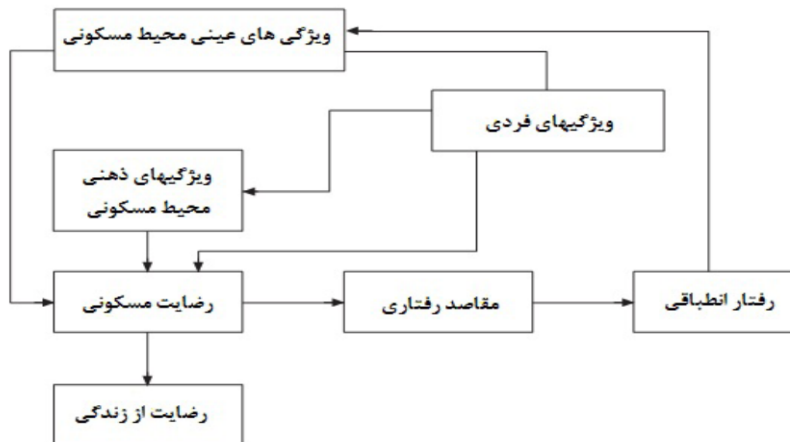 ویژگی های عینی محیط مسکونی
ویژگیهای فردی
ویژگیهای ذهنی
محیط مسکونی
رضایت مسکونی
مقاصد رفتاری
رفتار انطباقی
رضایت از زندگی